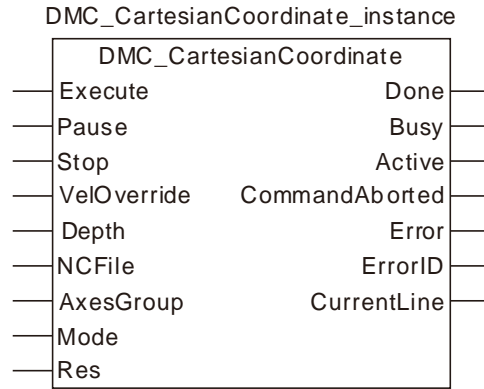 DMC_CartesianCoordinate_instance
DMC_CartesianCoordinate
Execute Done
Pause Busy
Stop Active
VelOverride CommandAborted
Depth Error
NCFile ErrorID
AxesGroup CurrentLine
Mode
Res